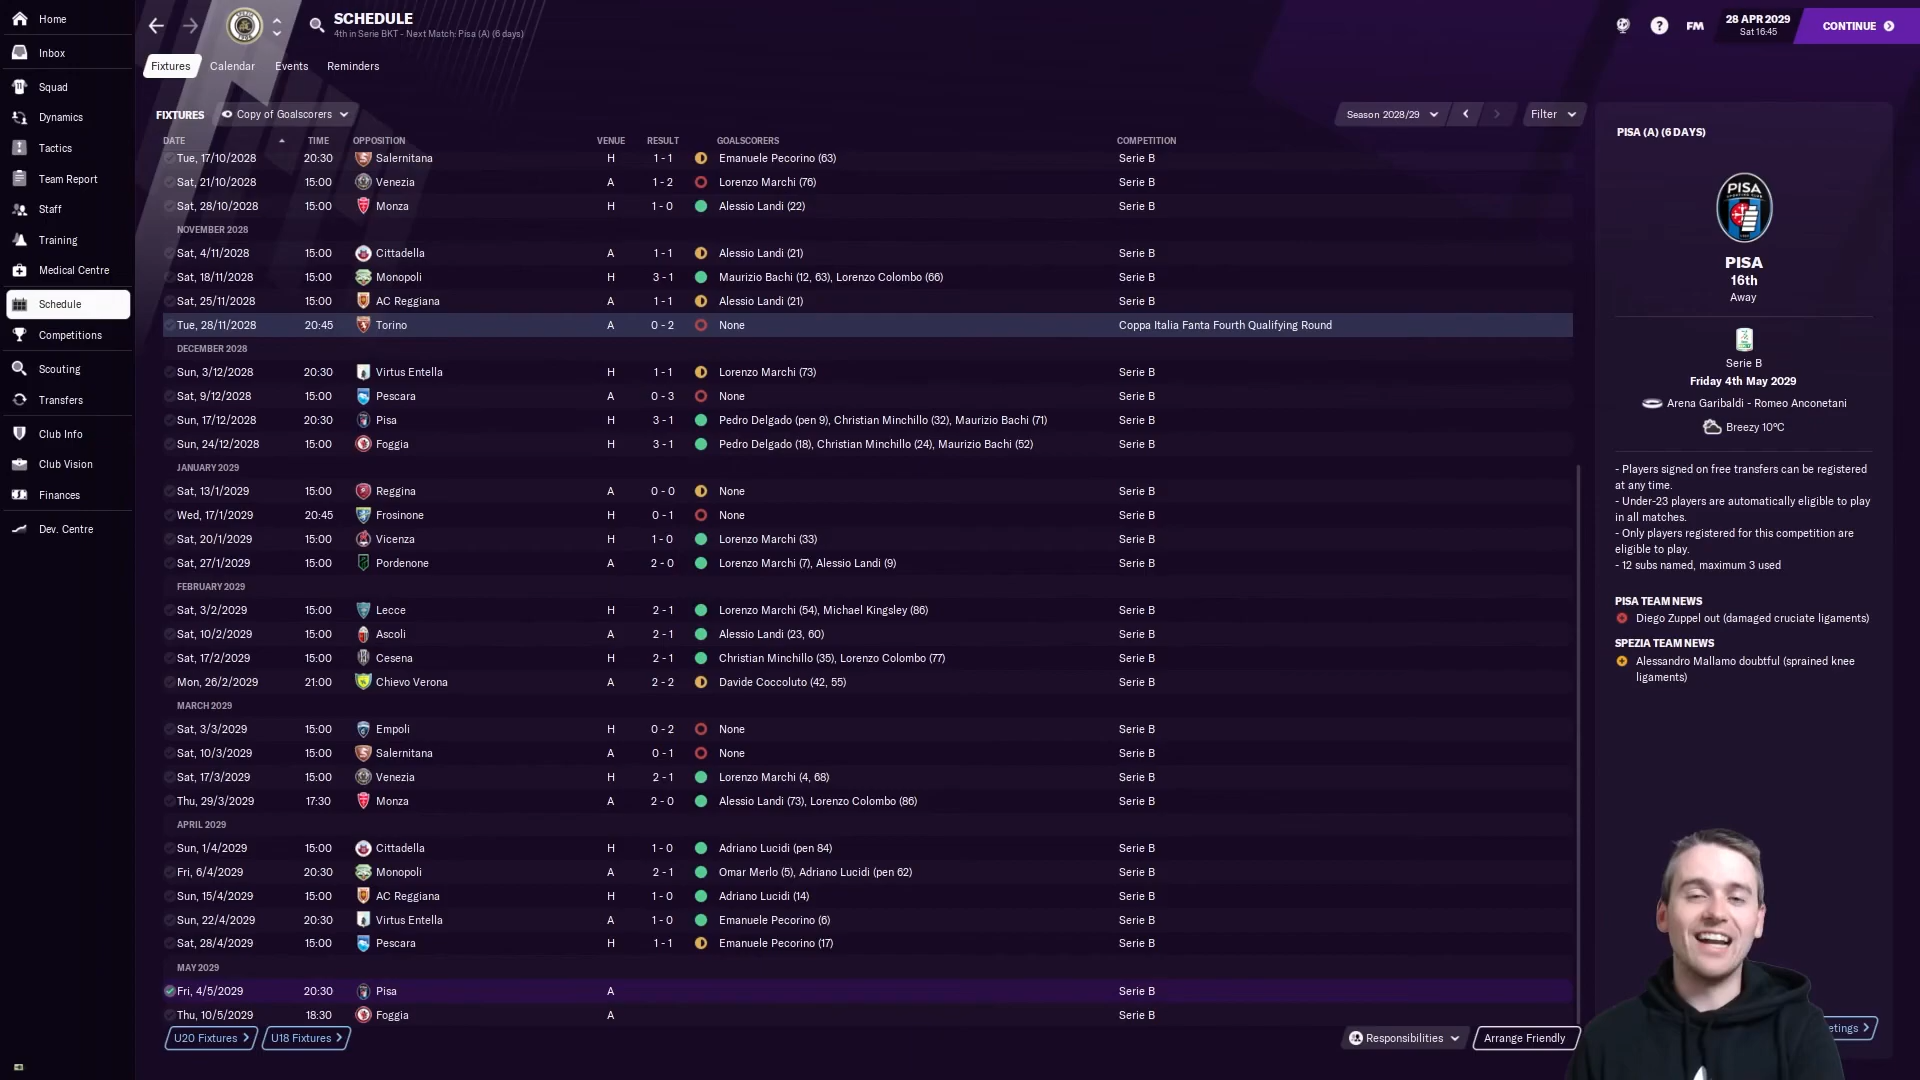 Home
Inbox
Squad
Dynamics
Tactics
Team Report
Staff
Training
Medical Centre
Schedule
Competitions
Scouting
Transfers
Club Info
Club Vision
Finances
Dev. Centre
SCHEDULE
4th in Serie BKT - Next Match: Pisa (A) (6 days)
FM
28 APR 2029
Sat 16:45
CONTINUE
Fixtures Calendar Events Reminders
FIXTURES Copy of Goalscorers Season 2028/29 Filter
DATE TIME OPPOSITION VENUE RESULT GOALSCORERS COMPETITION
Tue, 17/10/2028 20:30 Salernitana H 1 - 1 Emanuele Pecorino (63) Serie B
Sat, 21/10/2028 15:00 Venezia A 1 - 2 Lorenzo Marchi (76) Serie B
Sat, 28/10/2028 15:00 Monza H 1 - 0 Alessio Landi (22) Serie B
NOVEMBER 2028
Sat, 4/11/2028 15:00 Cittadella A 1 - 1 Alessio Landi (21) Serie B
Sat, 18/11/2028 15:00 Monopoli H 3 - 1 Maurizio Bachi (12, 63), Lorenzo Colombo (66) Serie B
Sat, 25/11/2028 15:00 AC Reggiana A 1 - 1 Alessio Landi (21) Serie B
Tue, 28/11/2028 20:45 Torino A 0 - 2 None Coppa Italia Fanta Fourth Qualifying Round
DECEMBER 2028
Sun, 3/12/2028 20:30 Virtus Entella H 1 - 1 Lorenzo Marchi (73) Serie B
Sat, 9/12/2028 15:00 Pescara A 0 - 3 None Serie B
Sun, 17/12/2028 20:30 Pisa H 3 - 1 Pedro Delgado (pen 9), Christian Minchillo (32), Maurizio Bachi (71) Serie B
Sun, 24/12/2028 15:00 Foggia H 3 - 1 Pedro Delgado (18), Christian Minchillo (24), Maurizio Bachi (52) Serie B
JANUARY 2029
Sat, 13/1/2029 15:00 Reggina A 0 - 0 None Serie B
Wed, 17/1/2029 20:45 Frosinone H 0 - 1 None Serie B
Sat, 20/1/2029 15:00 Vicenza H 1 - 0 Lorenzo Marchi (33) Serie B
Sat, 27/1/2029 15:00 Pordenone A 2 - 0 Lorenzo Marchi (7), Alessio Landi (9) Serie B
FEBRUARY 2029
Sat, 3/2/2029 15:00 Lecce H 2 - 1 Lorenzo Marchi (54), Michael Kingsley (86) Serie B
Sat, 10/2/2029 15:00 Ascoli A 2 - 1 Alessio Landi (23, 60) Serie B
Sat, 17/2/2029 15:00 Cesena H 2 - 1 Christian Minchillo (35), Lorenzo Colombo (77) Serie B
Mon, 26/2/2029 21:00 Chievo Verona A 2 - 2 Davide Coccoluto (42, 55) Serie B
MARCH 2029
Sat, 3/3/2029 15:00 Empoli H 0 - 2 None Serie B
Sat, 10/3/2029 15:00 Salernitana A 0 - 1 None Serie B
Sat, 17/3/2029 15:00 Venezia H 2 - 1 Lorenzo Marchi (4, 68) Serie B
Thu, 29/3/2029 17:30 Monza A 2 - 0 Alessio Landi (73), Lorenzo Colombo (86) Serie B
APRIL 2029
Sun, 1/4/2029 15:00 Cittadella H 1 - 0 Adriano Lucidi (pen 84) Serie B
Fri, 6/4/2029 20:30 Monopoli A 2 - 1 Omar Merlo (5), Adriano Lucidi (pen 62) Serie B
Sun, 15/4/2029 15:00 AC Reggiana H 1 - 0 Adriano Lucidi (14) Serie B
Sun, 22/4/2029 20:30 Virtus Entella A 1 - 0 Emanuele Pecorino (6) Serie B
Sat, 28/4/2029 15:00 Pescara H 1 - 1 Emanuele Pecorino (17) Serie B
MAY 2029
Fri, 4/5/2029 20:30 Pisa A Serie B
Thu, 10/5/2029 18:30 Foggia A Serie B
U20 Fixtures U18 Fixtures Responsibilities Arrange Friendly
PISA (A) (6 DAYS)
PISA
PISA
16th
Away
Serie B
Friday 4th May 2029
Arena Garibaldi - Romeo Anconetani
Breezy 10°C
- Players signed on free transfers can be registered
at any time.
- Under-23 players are automatically eligible to play
in all matches.
- Only players registered for this competition are
eligible to play.
- 12 subs named, maximum 3 used
PISA TEAM NEWS
Diego Zuppel out (damaged cruciate ligaments)
SPEZIA TEAM NEWS
Alessandro Mallamo doubtful (sprained knee
ligaments)
etings